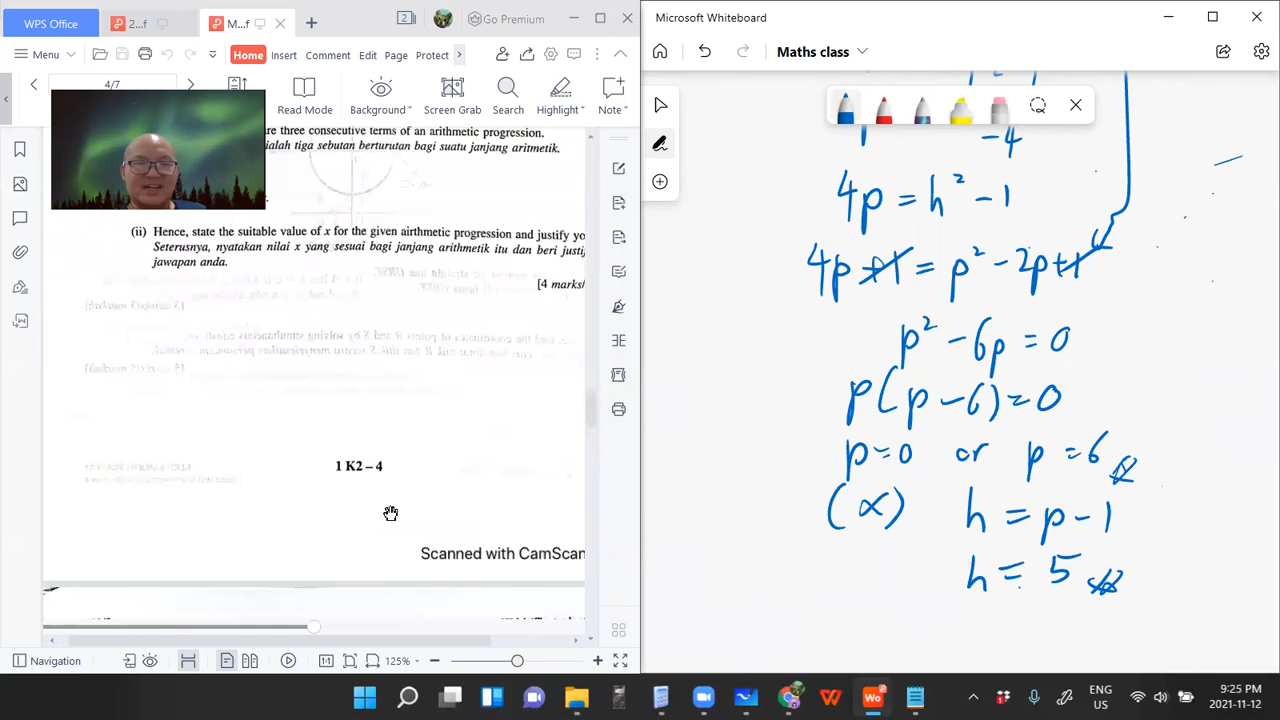 WPS Office
2...f
M...f
2
Go Premium
Menu
Home Insert Comment Edit Page Protect
4/7
Read Mode Background Screen Grab Search Highlight Note
are three consecutive terms of an arithmetic progression.
ialah tiga sebutan berturutan bagi suatu janjang aritmetik.
(ii) Hence, state the suitable value of x for the given airthmetic progression and justify yo
Seterusnya, nyatakan nilai x yang sesuai bagi janjang arithmetik itu dan beri justi
jawapan anda.
[4 marks/
1 K2 – 4
Scanned with CamScan
Navigation
125%
Microsoft Whiteboard
Maths class
-4
4p = h² - 1
4p +1 = p² - 2p +1
p² - 6p = 0
p(p - 6) = 0
p = 0 or p = 6
h = p - 1
h = 5
ENG
US
9:25 PM
2021-11-12